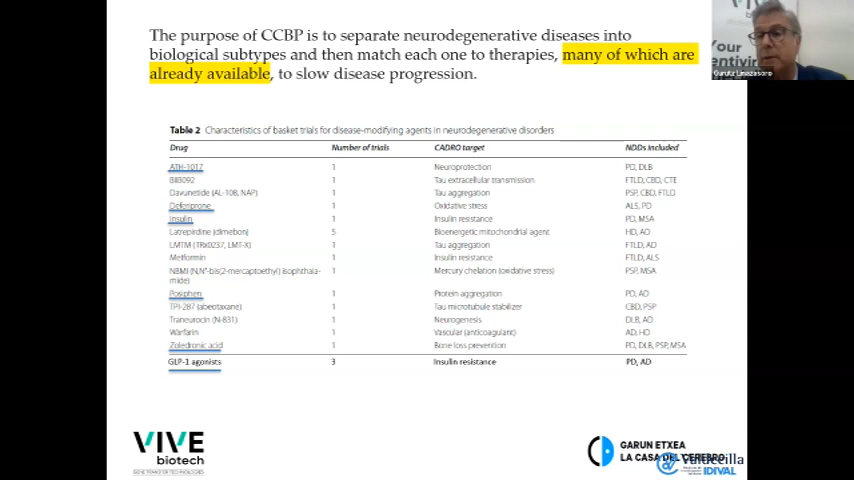 The purpose of CCBP is to separate neurodegenerative diseases into
biological subtypes and then match each one to therapies, many of which are
already available, to slow disease progression.
Your
Gurutz Linazasoro
Table 2 Characteristics of basket trials for disease-modifying agents in neurodegenerative disorders
Drug Number of trials CADRO target NDDs included
ATH-1017 1 Neuroprotection PD, DLB
BIIB092 1 Tau extracellular transmission FTLD, CBD, CTE
Davunetide (AL-108, NAP) 1 Tau aggregation PSP, CBD, FTLD
Deferiprone 1 Oxidative stress ALS, PD
Insulin 1 Insulin resistance PD, MSA
Latrepirdine (dimebon) 5 Bioenergetic mitochondrial agent HD, AD
LMTM (TRx0237, LMT-X) 1 Tau aggregation FTLD, AD
Metformin 1 Insulin resistance FTLD, ALS
NBMI (N,N'-bis(2-mercaptoethyl) isophthala- 1 Mercury chelation (oxidative stress) PSP, MSA
mide)
Posiphen 1 Protein aggregation PD, AD
TPI-287 (abeotaxane) 1 Tau microtubule stabilizer CBD, PSP
Traneurocin (N-831) 1 Neurogenesis DLB, AD
Warfarin 1 Vascular (anticoagulant) AD, HD
Zoledronic acid 1 Bone loss prevention PD, DLB, PSP, MSA
GLP-1 agonists 3 Insulin resistance PD, AD
VIVE
biotech
GENE TRANSFER TECHNOLOGIES
GARUN ETXEA
LA CASA DEL CEREBRO
Valdecilla
IDIVAL